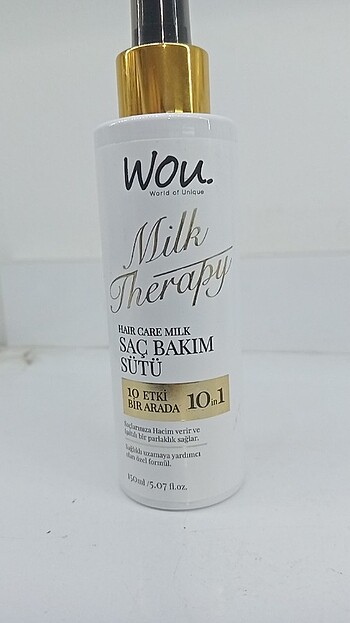 Wou.
World of Unique
Milk
Therapy
HAIR CARE MILK
SAÇ BAKIM
SÜTÜ
10 ETKİ
BİR ARADA 10in1
Saçlarınıza Hacim verir ve
ışıltılı bir parlaklık sağlar.
Sağlıklı uzamaya yardımcı
olan özel formül.
150ml /5.07 fl.oz.